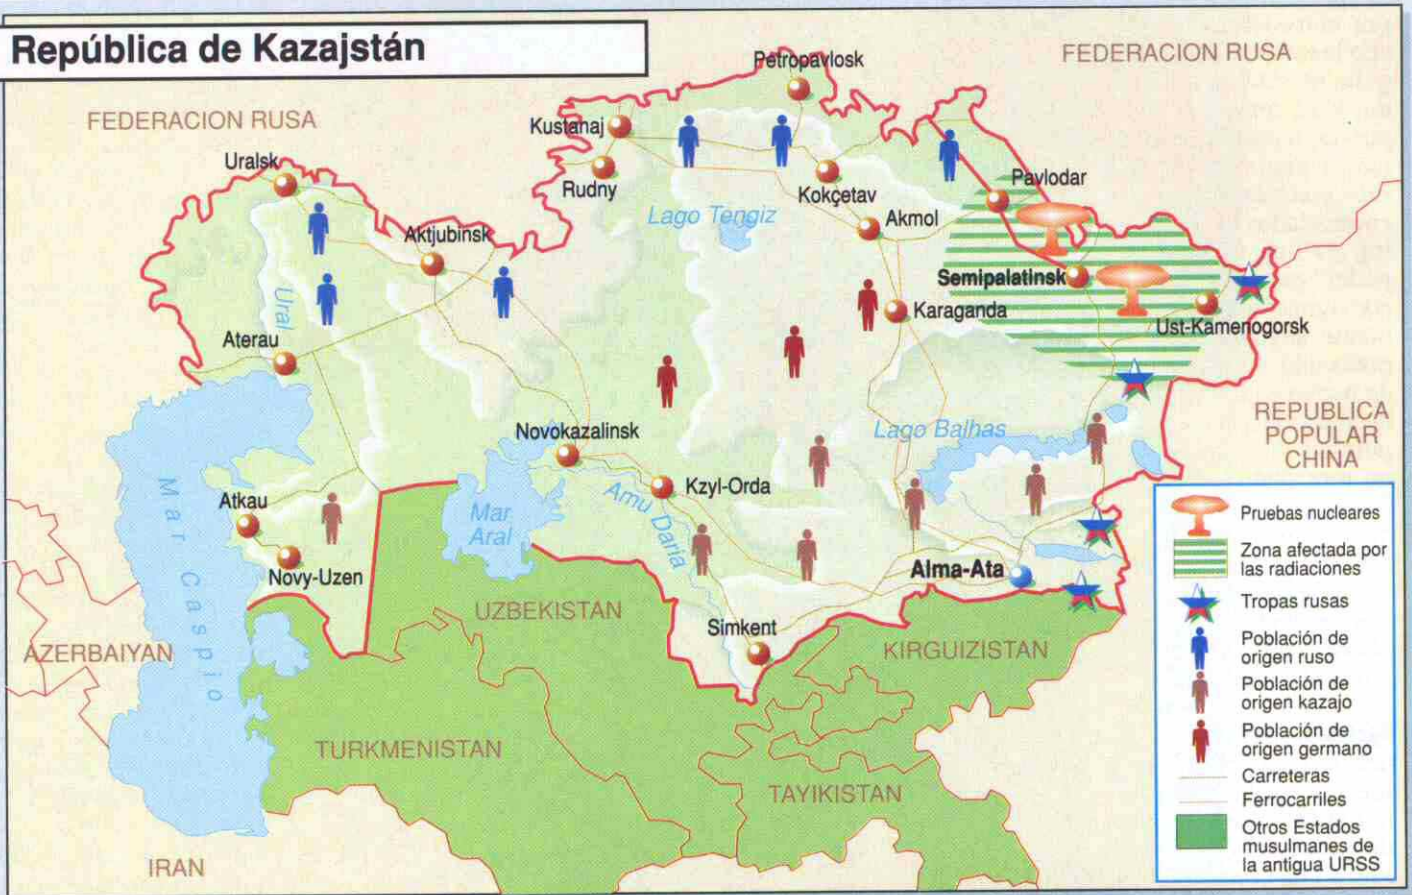 República de Kazajstán
FEDERACION RUSA
FEDERACION RUSA
Petropavlosk
Kustanaj
Rudny
Uralsk
Kokçetav
Pavlodar
Lago Tengiz
Akmol
Aktjubinsk
Semipalatinsk
Ural
Karaganda
Ust-Kamenogorsk
Aterau
REPUBLICA
POPULAR
CHINA
Novokazalinsk
Lago Balhas
Kzyl-Orda
Amu Daria
Atkau
Mar
Aral
Mar Caspio
Novy-Uzen
Alma-Ata
UZBEKISTAN
Simkent
KIRGUIZISTAN
AZERBAIYAN
TURKMENISTAN
TAYIKISTAN
IRAN
Pruebas nucleares
Zona afectada por
las radiaciones
Tropas rusas
Población de
origen ruso
Población de
origen kazajo
Población de
origen germano
Carreteras
Ferrocarriles
Otros Estados
musulmanes de
la antigua URSS